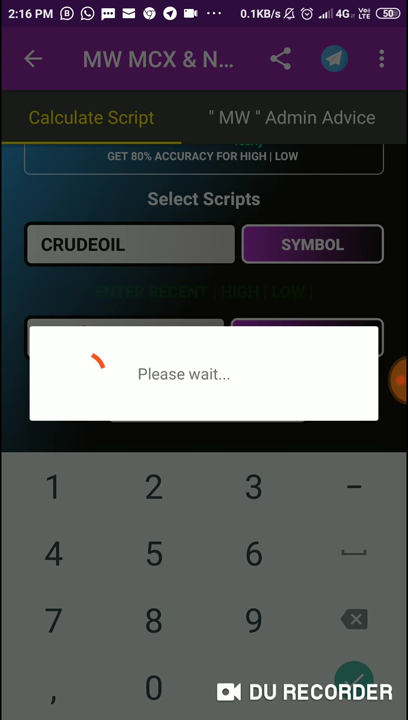 2:16 PM 0.1KB/s 4G Vo LTE 50
MW MCX & N...
Calculate Script " MW " Admin Advice
GET 80% ACCURACY FOR HIGH | LOW
Select Scripts
CRUDEOIL SYMBOL
ENTER RECENT | HIGH | LOW |
Please wait...
1 2 3 -
4 5 6
7 8 9
, 0
DU RECORDER